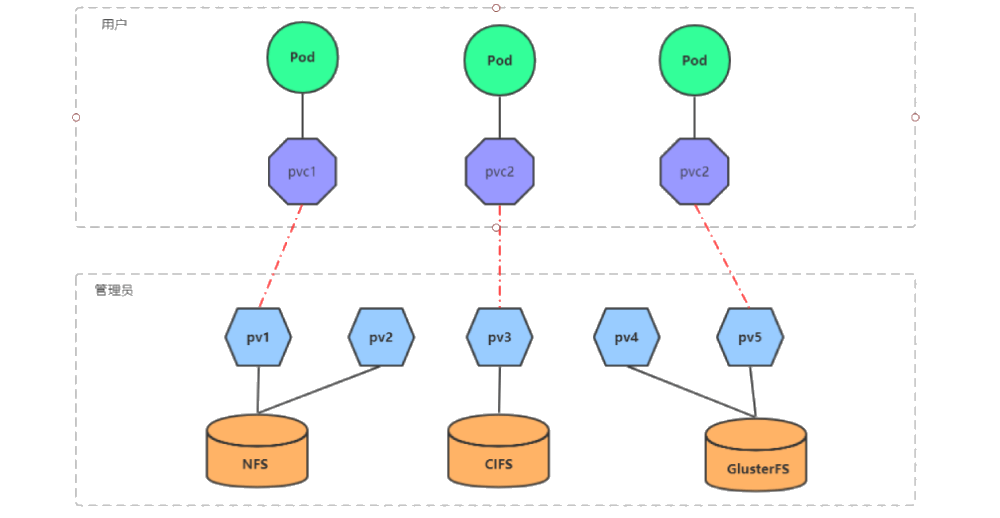 用户
Pod
Pod
Pod
pvc1
pvc2
pvc2
管理员
pv1
pv2
pv3
pv4
pv5
NFS
CIFS
GlusterFS